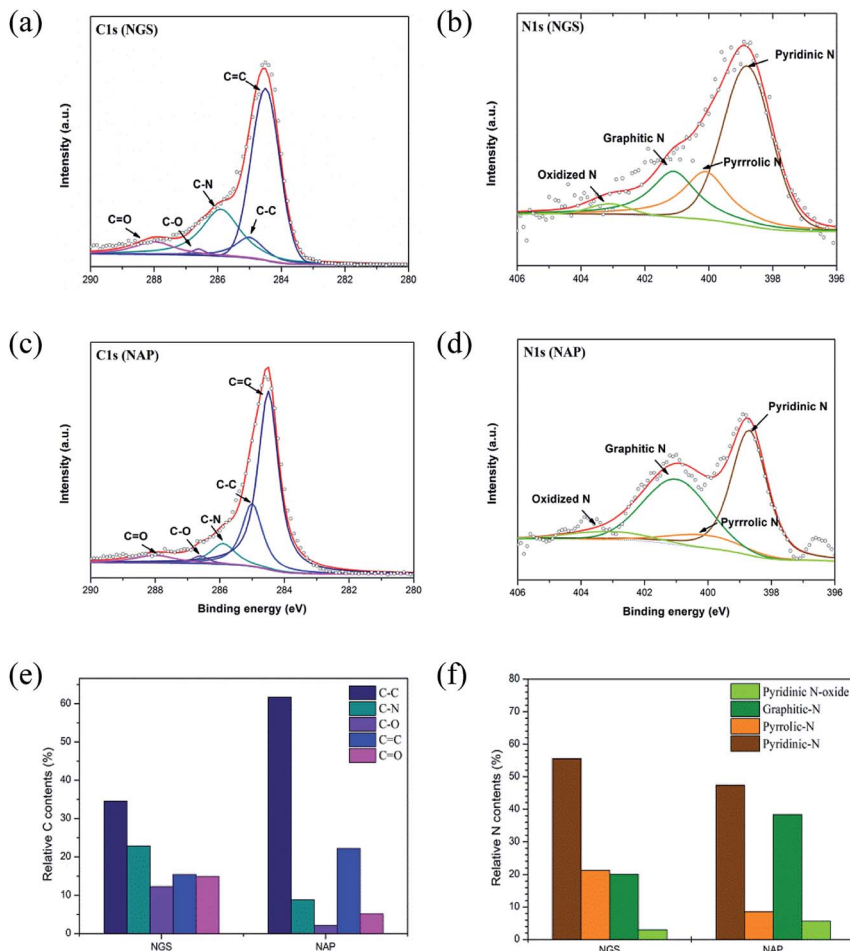 (a)
C1s (NGS)
C=C
C-N
C-C
C=O
C-O
Intensity (a.u.)
290 288 286 284 282 280
(b)
N1s (NGS)
Pyridinic N
Graphitic N
Pyrrrolic N
Oxidized N
Intensity (a.u.)
406 404 402 400 398 396
(c)
C1s (NAP)
C=C
C-C
C-N
C-O
C=O
Intensity (a.u.)
290 288 286 284 282 280
Binding energy (eV)
(d)
N1s (NAP)
Pyridinic N
Graphitic N
Oxidized N
Pyrrrolic N
Intensity (a.u.)
406 404 402 400 398 396
Binding energy (eV)
(e)
C-C
C-N
C-O
C=C
C=O
Relative C contents (%)
60
50
40
30
20
10
0
NGS NAP
(f)
Pyridinic N-oxide
Graphitic-N
Pyrrolic-N
Pyridinic-N
Relative N contents (%)
80
70
60
50
40
30
20
10
0
NGS NAP